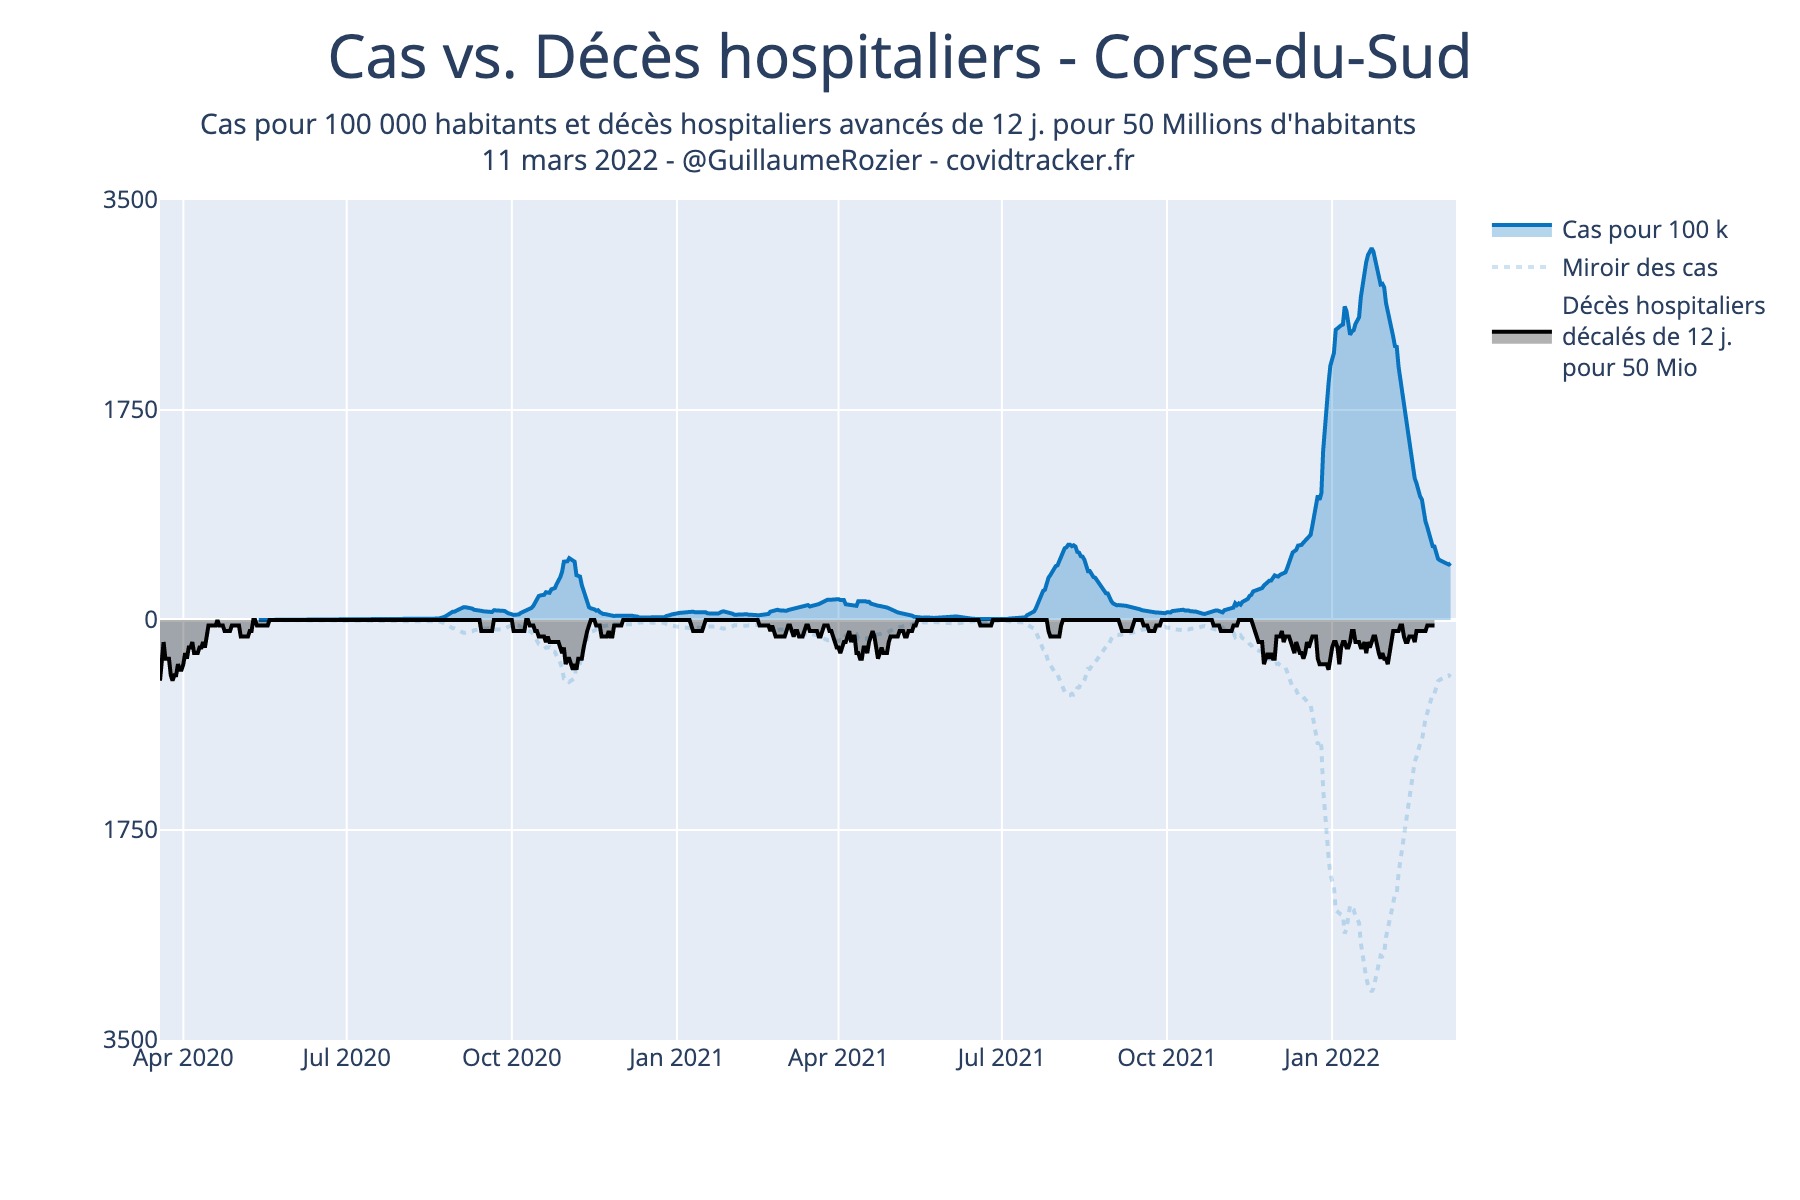 Cas vs. Décès hospitaliers - Corse-du-Sud
Cas pour 100 000 habitants et décès hospitaliers avancés de 12 j. pour 50 Millions d'habitants
11 mars 2022 - @GuillaumeRozier - covidtracker.fr
3500
1750
0
1750
3500
Apr 2020
Jul 2020
Oct 2020
Jan 2021
Apr 2021
Jul 2021
Oct 2021
Jan 2022
Cas pour 100 k
Miroir des cas
Décès hospitaliers
décalés de 12 j.
pour 50 Mio